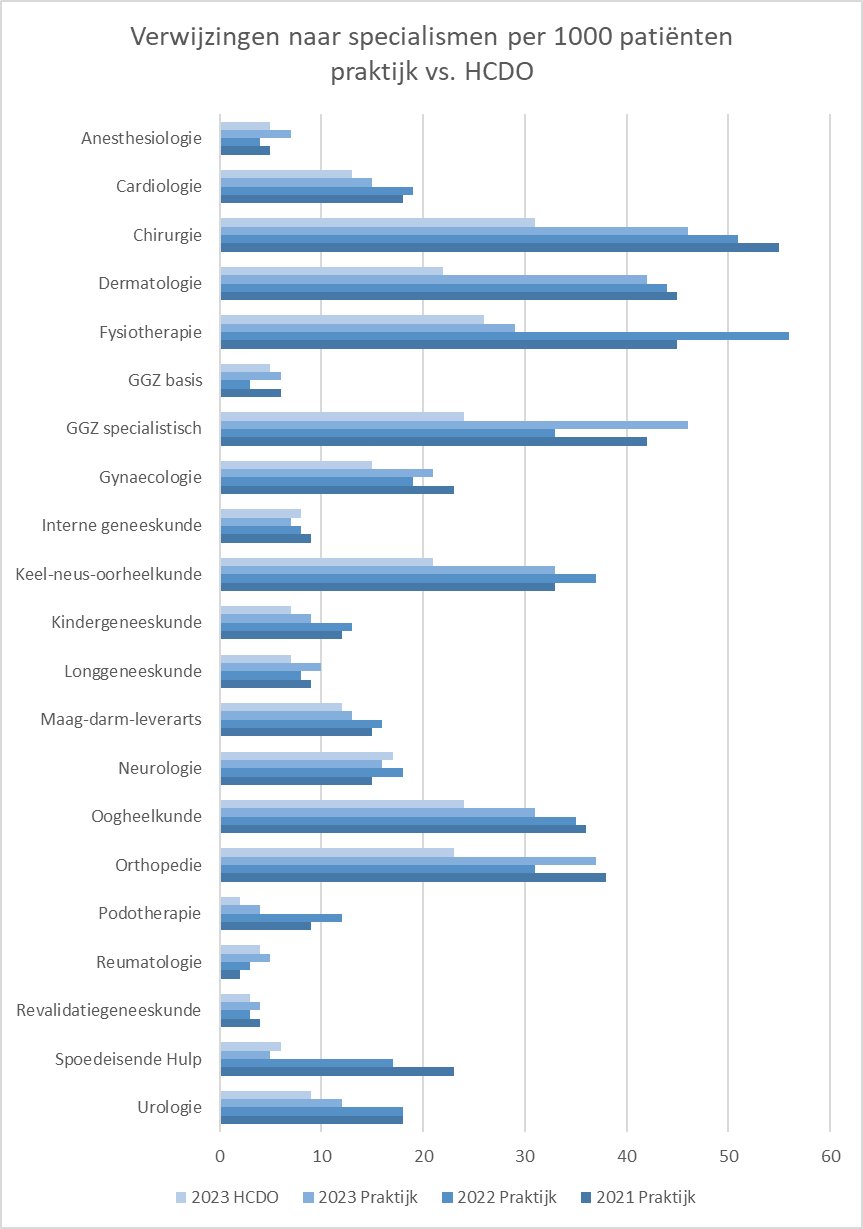 Verwijzingen naar specialismen per 1000 patiënten
praktijk vs. HCDO
Anesthesiologie
Cardiologie
Chirurgie
Dermatologie
Fysiotherapie
GGZ basis
GGZ specialistisch
Gynaecologie
Interne geneeskunde
Keel-neus-oorheelkunde
Kindergeneeskunde
Longgeneeskunde
Maag-darm-leverarts
Neurologie
Oogheelkunde
Orthopedie
Podotherapie
Reumatologie
Revalidatiegeneeskunde
Spoedeisende Hulp
Urologie
0 10 20 30 40 50 60
2023 HCDO 2023 Praktijk 2022 Praktijk 2021 Praktijk